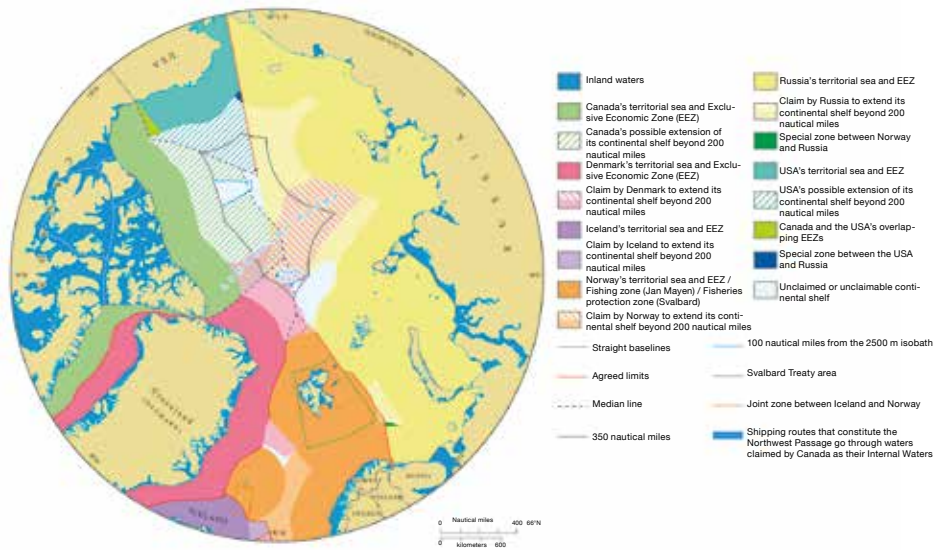 USA
Greenland
(DENMARK)
ICELAND
RUSSIA
Inland waters
Canada's territorial sea and Exclu-
sive Economic Zone (EEZ)
Canada's possible extension of
its continental shelf beyond 200
nautical miles
Denmark's territorial sea and Exclu-
sive Economic Zone (EEZ)
Claim by Denmark to extend its
continental shelf beyond 200
nautical miles
Iceland's territorial sea and EEZ
Claim by Iceland to extend its
continental shelf beyond 200
nautical miles
Norway's territorial sea and EEZ /
Fishing zone (Jan Mayen) / Fisheries
protection zone (Svalbard)
Claim by Norway to extend its conti-
nental shelf beyond 200 nautical miles
Straight baselines
Agreed limits
Median line
350 nautical miles
Russia's territorial sea and EEZ
Claim by Russia to extend its
continental shelf beyond 200
nautical miles
Special zone between Norway
and Russia
USA's territorial sea and EEZ
USA's possible extension of its
continental shelf beyond 200
nautical miles
Canada and the USA's overlap-
ping EEZs
Special zone between the USA
and Russia
Unclaimed or unclaimable conti-
nental shelf
100 nautical miles from the 2500 m isobath
Svalbard Treaty area
Joint zone between Iceland and Norway
Shipping routes that constitute the
Northwest Passage go through waters
claimed by Canada as their Internal Waters
0 Nautical miles 400 66°N
0 kilometers 600